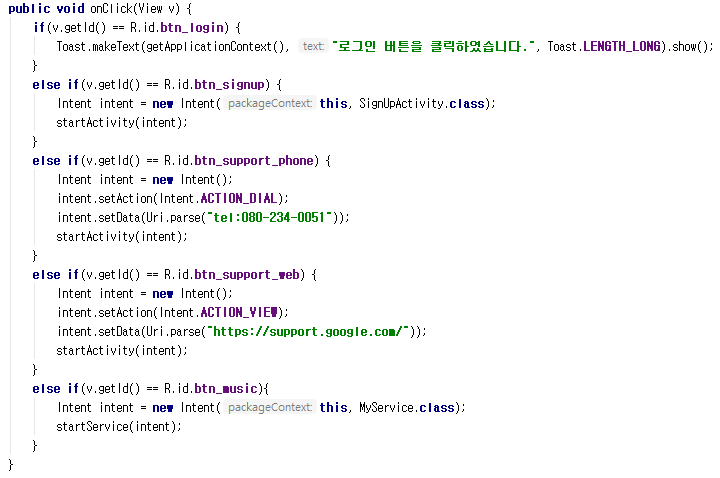 public void onClick(View v) {
    if(v.getId() == R.id.btn_login) {
        Toast.makeText(getApplicationContext(), text: "로그인 버튼을 클릭하였습니다.", Toast.LENGTH_LONG).show();
    }
    else if(v.getId() == R.id.btn_signup) {
        Intent intent = new Intent( packageContext: this, SignUpActivity.class);
        startActivity(intent);
    }
    else if(v.getId() == R.id.btn_support_phone) {
        Intent intent = new Intent();
        intent.setAction(Intent.ACTION_DIAL);
        intent.setData(Uri.parse("tel:080-234-0051"));
        startActivity(intent);
    }
    else if(v.getId() == R.id.btn_support_web) {
        Intent intent = new Intent();
        intent.setAction(Intent.ACTION_VIEW);
        intent.setData(Uri.parse("https://support.google.com/"));
        startActivity(intent);
    }
    else if(v.getId() == R.id.btn_music){
        Intent intent = new Intent( packageContext: this, MyService.class);
        startService(intent);
    }
}